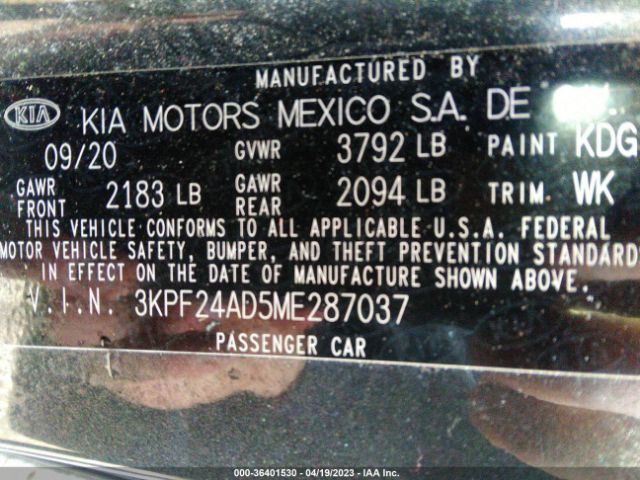 MANUFACTURED BY
KIA KIA MOTORS MEXICO S.A. DE
09/20 GVWR 3792 LB PAINT KDG
GAWR FRONT 2183 LB GAWR REAR 2094 LB TRIM. WK
THIS VEHICLE CONFORMS TO ALL APPLICABLE U.S.A. FEDERAL
MOTOR VEHICLE SAFETY, BUMPER, AND THEFT PREVENTION STANDARD
IN EFFECT ON THE DATE OF MANUFACTURE SHOWN ABOVE.
V.I.N. 3KPF24AD5ME287037
PASSENGER CAR
000-36401530 - 04/19/2023 - IAA Inc.